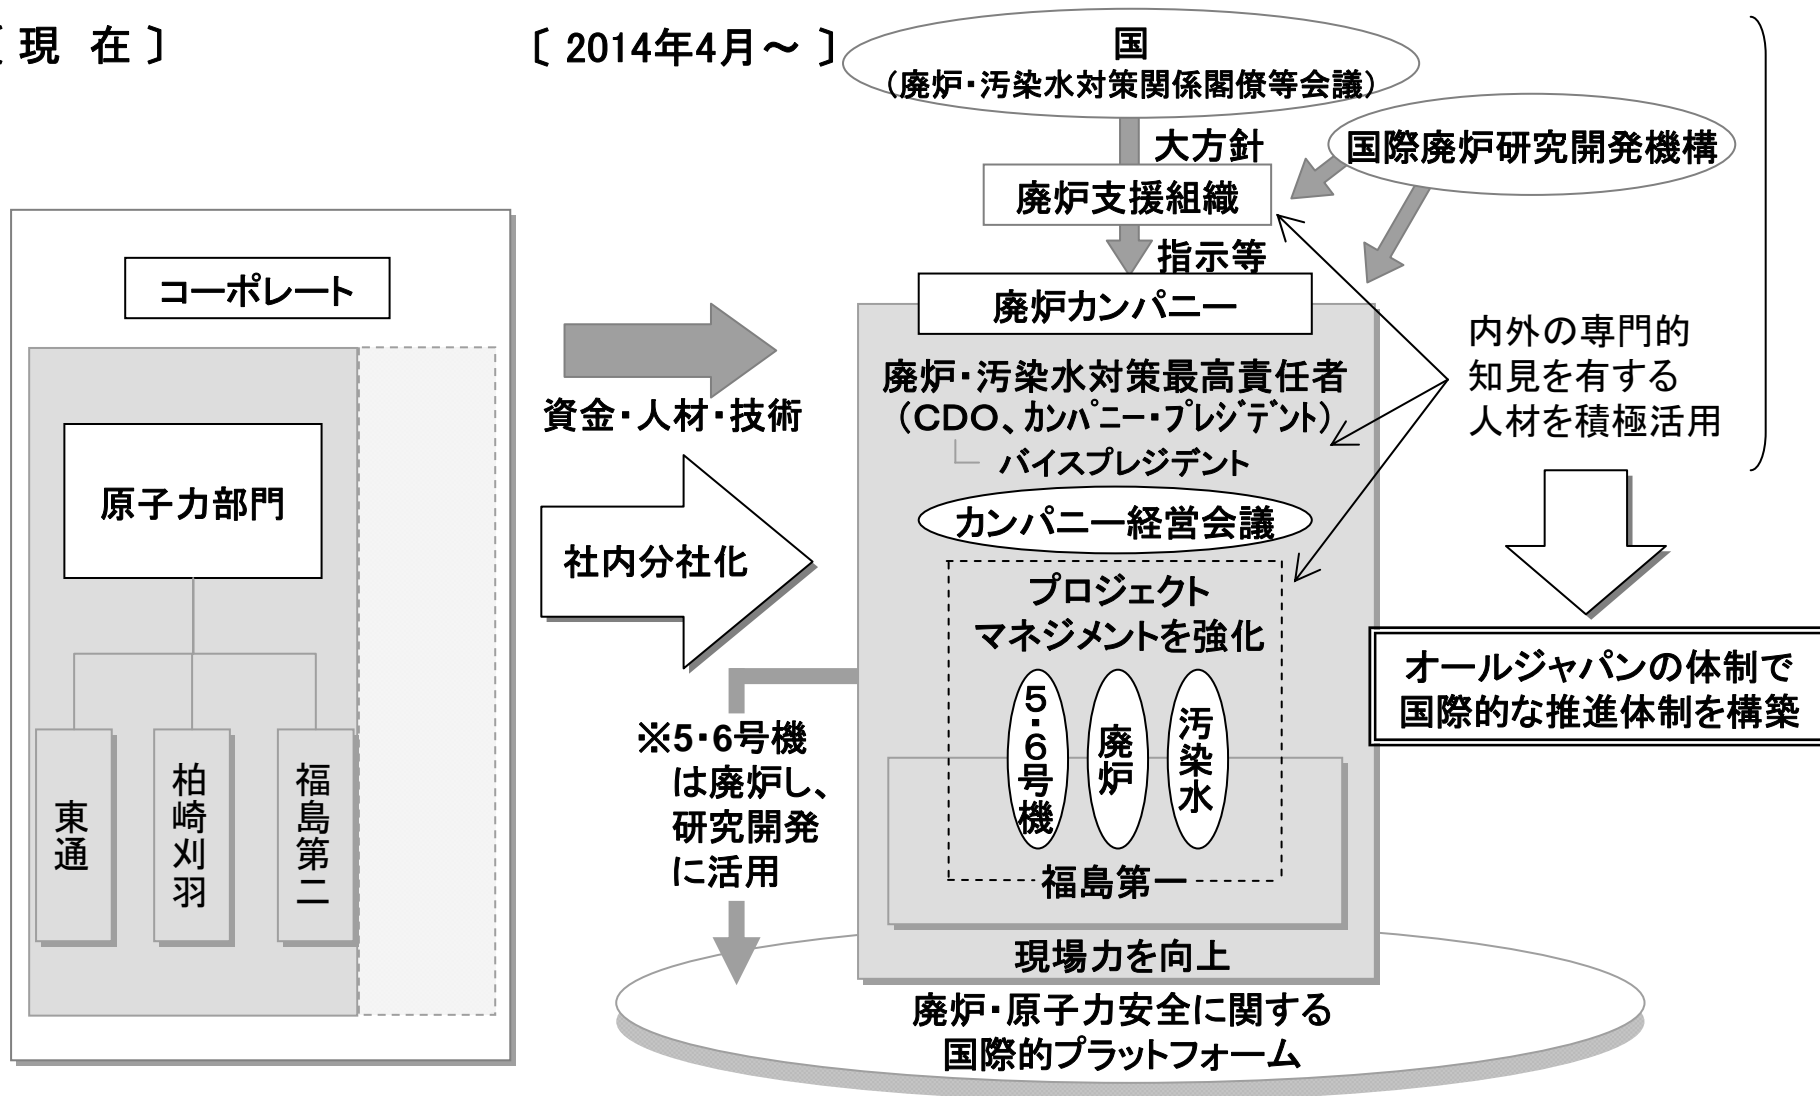 〔 現 在 〕
〔 2014年4月～ 〕
国
（廃炉・汚染水対策関係閣僚等会議）
大方針
国際廃炉研究開発機構
廃炉支援組織
指示等
コーポレート
原子力部門
東通
柏崎刈羽
福島第二
資金・人材・技術
社内分社化
廃炉カンパニー
廃炉・汚染水対策最高責任者
（CDO、カンパニー・プレジデント）
バイスプレジデント
カンパニー経営会議
プロジェクト
マネジメントを強化
5・6号機
廃炉
汚染水
福島第一
現場力を向上
※5・6号機
は廃炉し、
研究開発
に活用
内外の専門的
知見を有する
人材を積極活用
オールジャパンの体制で
国際的な推進体制を構築
廃炉・原子力安全に関する
国際的プラットフォーム